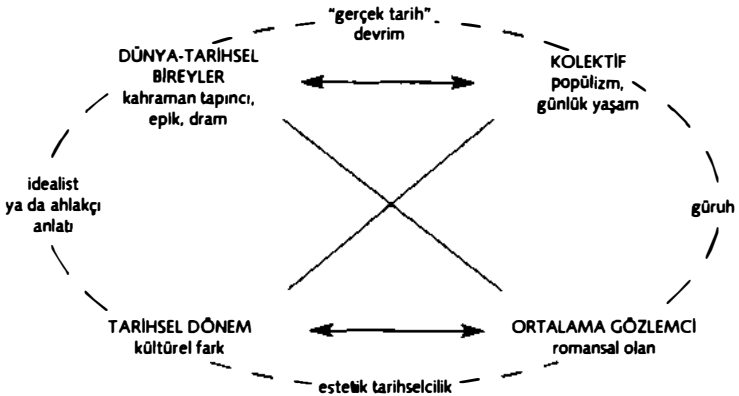 "gerçek tarih"
devrim
DÜNYA-TARİHSEL
BİREYLER
kahraman tapıncı,
epik, dram
KOLEKTİF
popülizm,
günlük yaşam
idealist
ya da ahlakçı
anlatı
güruh
TARİHSEL DÖNEM
kültürel fark
ORTALAMA GÖZLEMCİ
romansal olan
estetik tarihselcilik